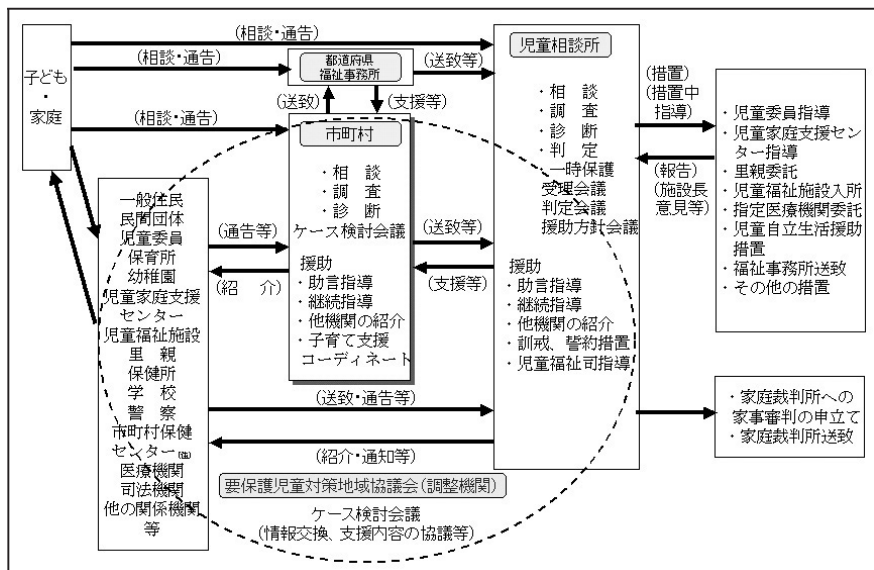 (相談・通告)
(相談・通告)
(相談・通告)
子ども
・
家庭
都道府県
福祉事務所
(送致等)
(送致)
(支援等)
市町村
・相　談
・調　査
・診　断
ケース検討会議
援助
・助言指導
・継続指導
・他機関の紹介
・子育て支援
コーディネート
児童相談所
・相　談
・調　査
・診　断
・判　定
・一時保護
受理会議
判定会議
援助方針会議
援助
・助言指導
・継続指導
・他機関の紹介
・訓戒、誓約措置
・児童福祉司指導
(措置)
(措置中
指導)
(報告)
(施設長
意見等)
・児童委員指導
・児童家庭支援セン
ター指導
・里親委託
・児童福祉施設入所
・指定医療機関委託
・児童自立生活援助
措置
・福祉事務所送致
・その他の措置
一般住民
民間団体
児童委員
保育所
幼稚園
児童家庭支援
センター
児童福祉施設
里　親
保健所
学　校
警　察
市町村保健
センター
医療機関
司法機関
他の関係機関
等
(通告等)
(紹　介)
(送致等)
(支援等)
(送致・通告等)
(紹介・通知等)
・家庭裁判所への
家事審判の申立て
・家庭裁判所送致
要保護児童対策地域協議会(調整機関)
ケース検討会議
(情報交換、支援内容の協議等)